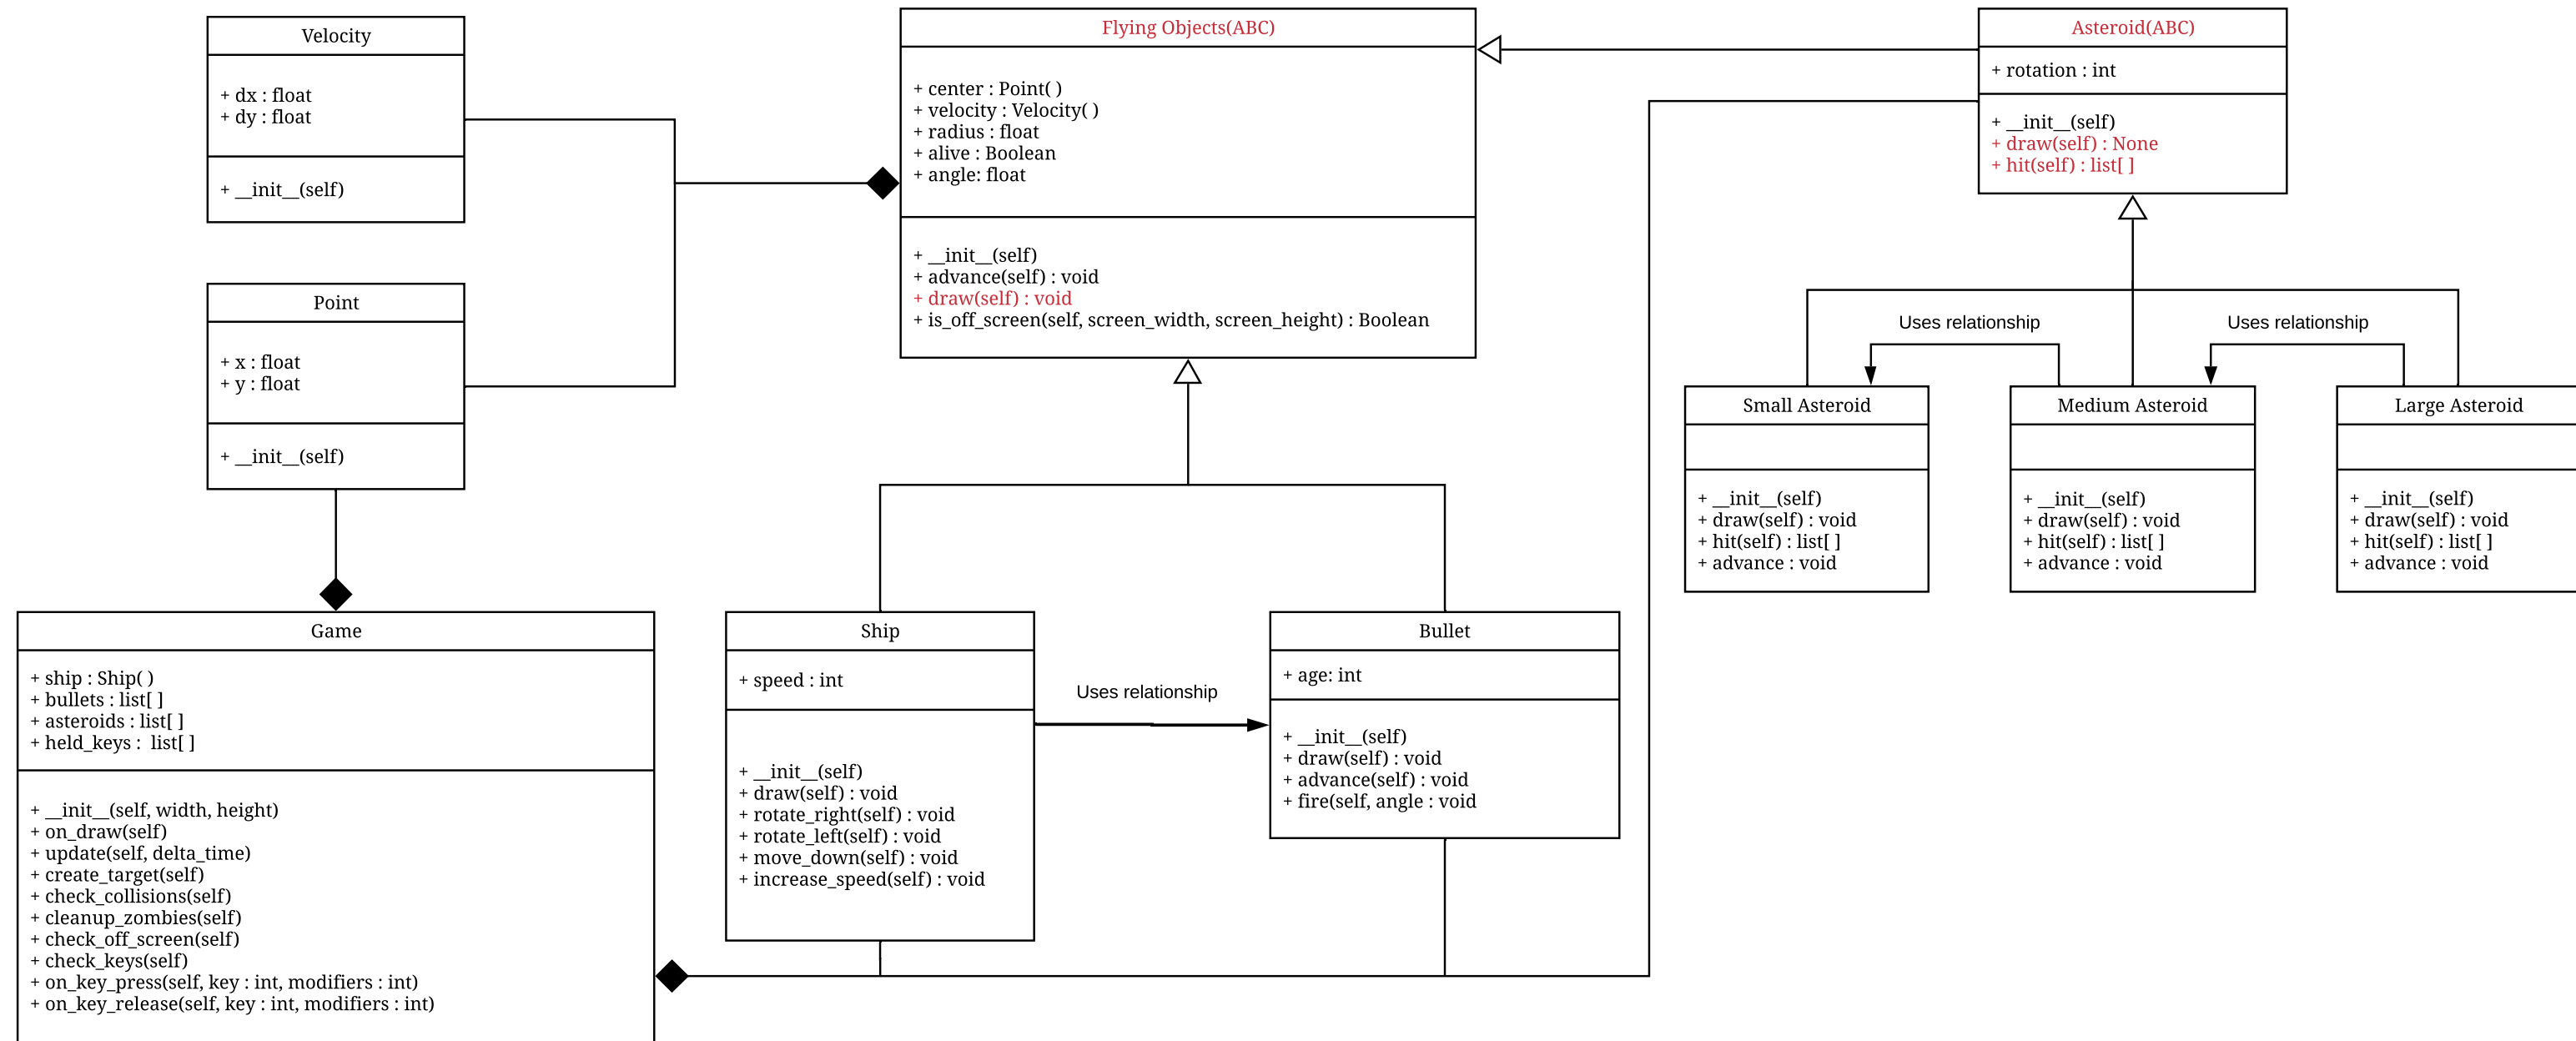 Velocity
+ dx : float
+ dy : float
+ __init__(self)
Point
+ x : float
+ y : float
+ __init__(self)
Game
+ ship : Ship( )
+ bullets : list[ ]
+ asteroids : list[ ]
+ held_keys :  list[ ]
+ __init__(self, width, height)
+ on_draw(self)
+ update(self, delta_time)
+ create_target(self)
+ check_collisions(self)
+ cleanup_zombies(self)
+ check_off_screen(self)
+ check_keys(self)
+ on_key_press(self, key : int, modifiers : int)
+ on_key_release(self, key : int, modifiers : int)
Flying Objects(ABC)
+ center : Point( )
+ velocity : Velocity( )
+ radius : float
+ alive : Boolean
+ angle: float
+ __init__(self)
+ advance(self) : void
+ draw(self) : void
+ is_off_screen(self, screen_width, screen_height) : Boolean
Ship
+ speed : int
+ __init__(self)
+ draw(self) : void
+ rotate_right(self) : void
+ rotate_left(self) : void
+ move_down(self) : void
+ increase_speed(self) : void
Uses relationship
Bullet
+ age: int
+ __init__(self)
+ draw(self) : void
+ advance(self) : void
+ fire(self, angle : void
Asteroid(ABC)
+ rotation : int
+ __init__(self)
+ draw(self) : None
+ hit(self) : list[ ]
Uses relationship
Uses relationship
Small Asteroid
+ __init__(self)
+ draw(self) : void
+ hit(self) : list[ ]
+ advance : void
Medium Asteroid
+ __init__(self)
+ draw(self) : void
+ hit(self) : list[ ]
+ advance : void
Large Asteroid
+ __init__(self)
+ draw(self) : void
+ hit(self) : list[ ]
+ advance : void